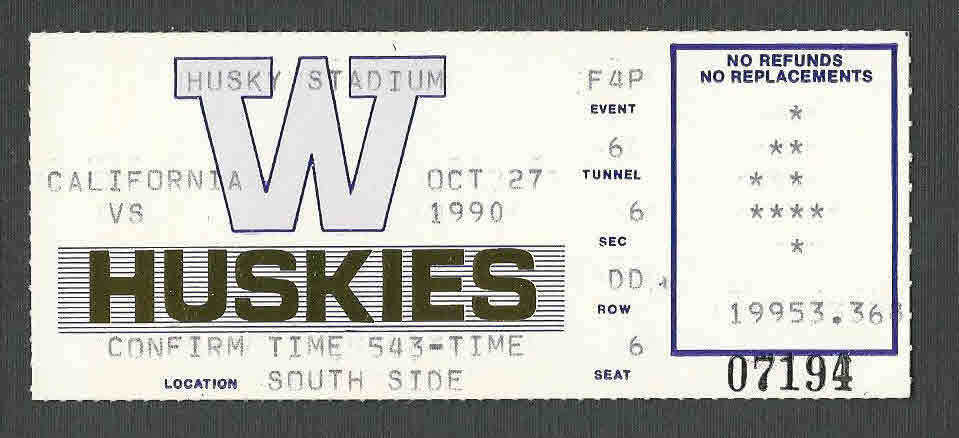 HUSKY STADIUM
W
CALIFORNIA
VS
OCT 27
1990
HUSKIES
CONFIRM TIME 543-TIME
LOCATION SOUTH SIDE
F4P
EVENT
6
TUNNEL
6
SEC
DD
ROW
6
SEAT
NO REFUNDS
NO REPLACEMENTS
*
**
* *
****
*
19953.368
07194